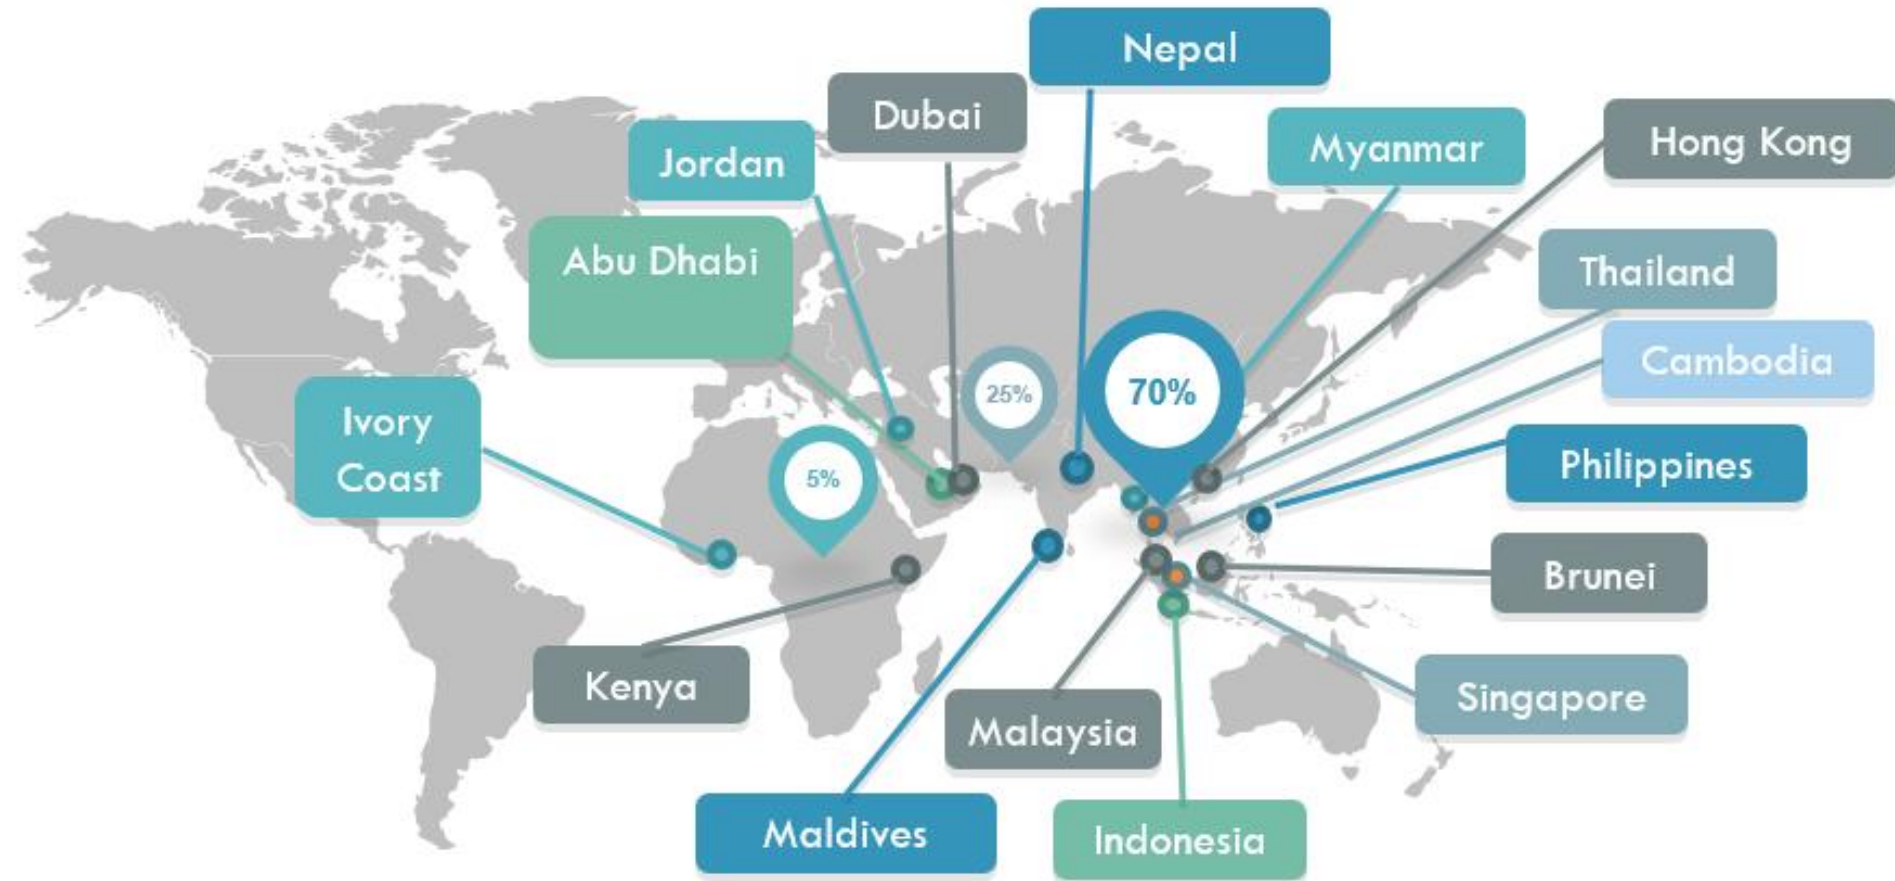 Nepal
Dubai
Hong Kong
Myanmar
Jordan
Abu Dhabi
Thailand
Cambodia
25%
70%
Ivory
Coast
5%
Philippines
Brunei
Kenya
Singapore
Malaysia
Maldives
Indonesia